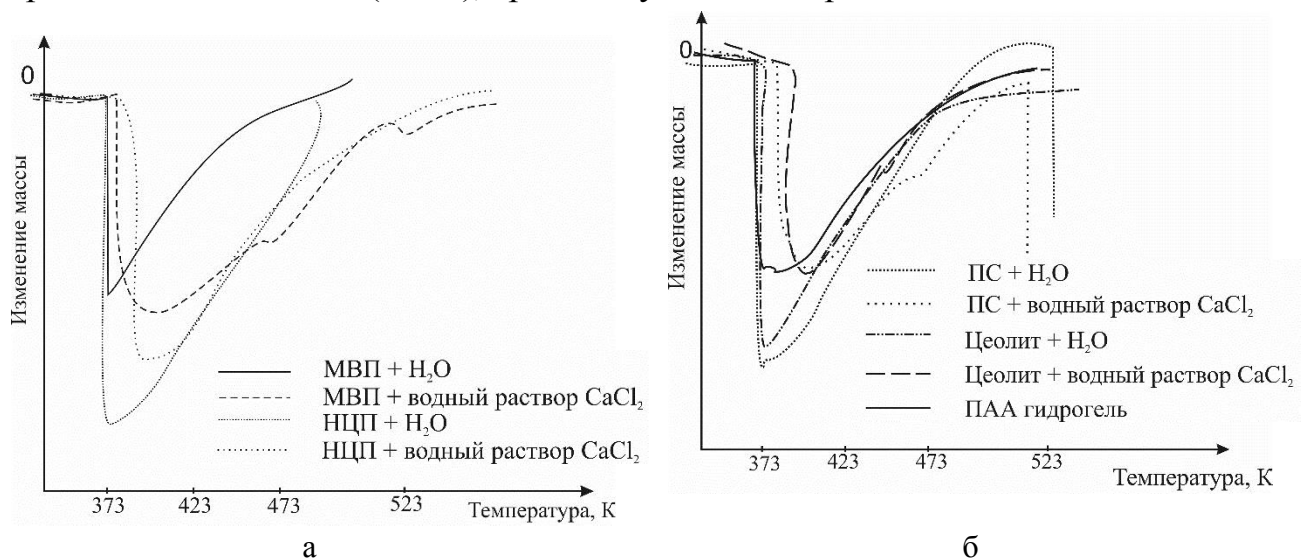 0
Изменение массы
МВП + H₂O
МВП + водный раствор CaCl₂
НЦП + H₂O
НЦП + водный раствор CaCl₂
373 423 473 523
Температура, К
а
0
Изменение массы
ПС + H₂O
ПС + водный раствор CaCl₂
Цеолит + H₂O
Цеолит + водный раствор CaCl₂
ПАА гидрогель
373 423 473 523
Температура, К
б